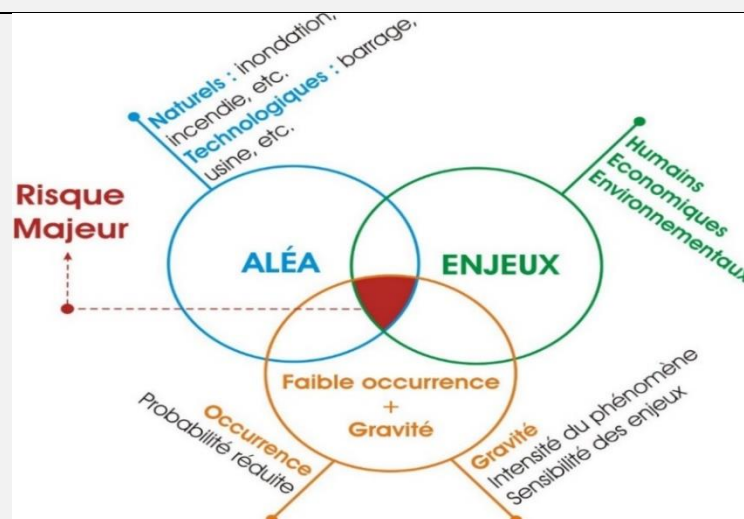 Naturels : inondation,
incendie, etc.
Technologiques : barrage,
usine, etc.
Humains
Economiques
Environnementaux
Risque
Majeur
ALÉA
ENJEUX
Faible occurrence
+
Gravité
Occurrence
Probabilité réduite
Gravité
Intensité du phénomène
Sensibilité des enjeux